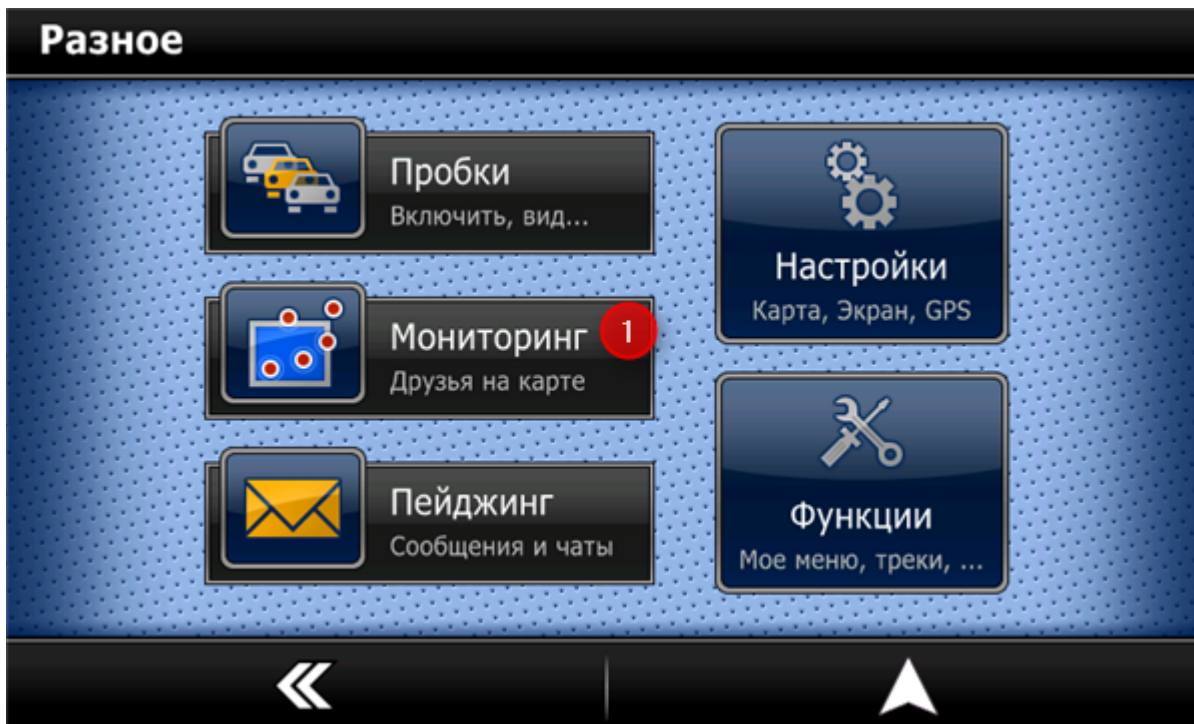 Разное
Пробки
Включить, вид...
Мониторинг 1
Друзья на карте
Пейджинг
Сообщения и чаты
Настройки
Карта, Экран, GPS
Функции
Мое меню, треки, ...